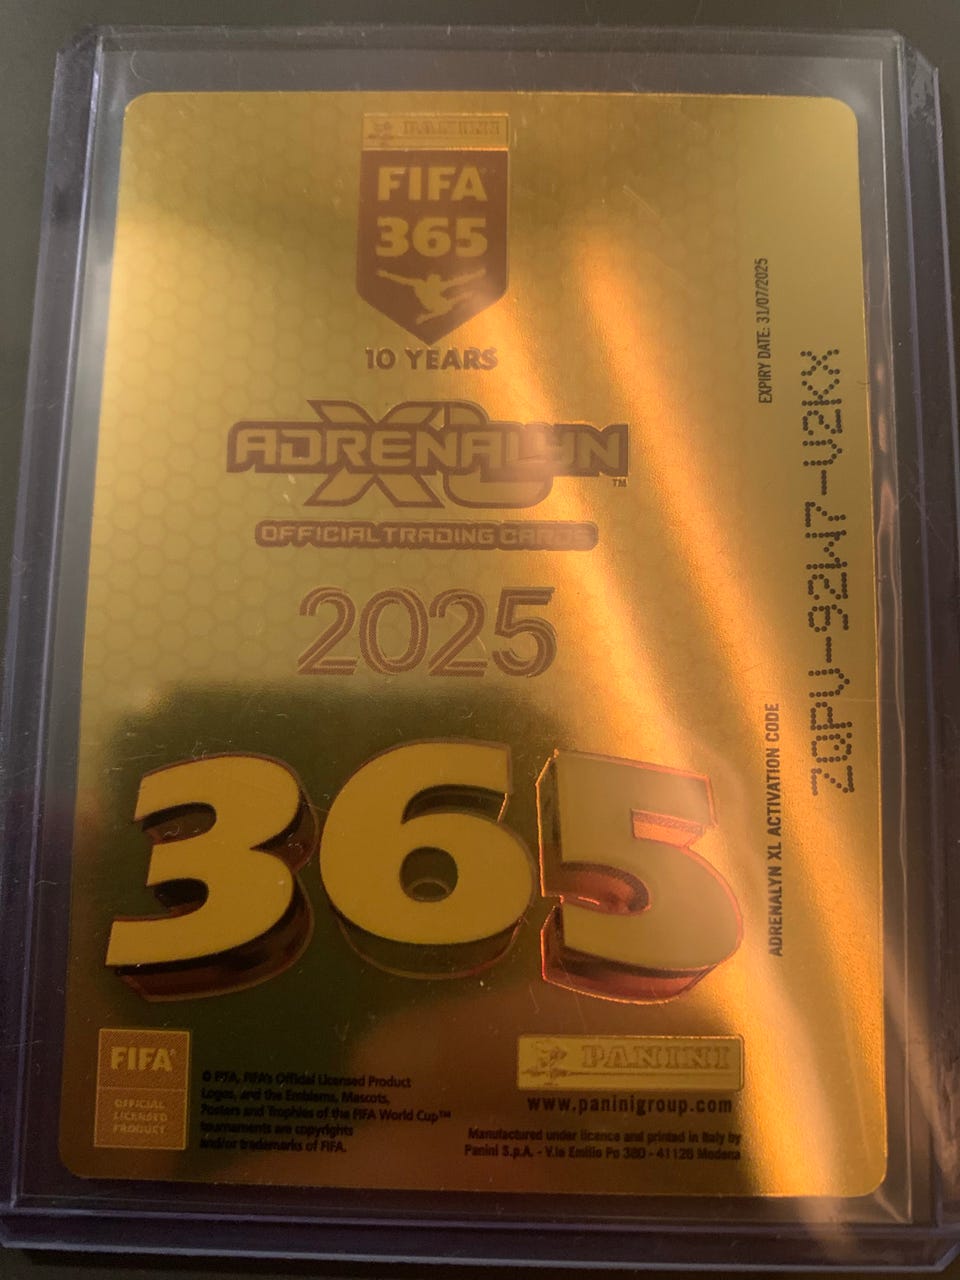 PANINI
FIFA
365
10 YEARS
ADRENALYN
XL™
OFFICIAL TRADING CARDS
2025
365
EXPIRY DATE: 31/07/2025
ADRENALYN XL ACTIVATION CODE
ZQPV-92W7-V2KX
FIFA®
OFFICIAL
LICENSED
PRODUCT
© FIFA, FIFA's Official Licensed Product
Logos, and the Emblems, Mascots,
Posters and Trophies of the FIFA World Cup™
tournaments are copyrights
and/or trademarks of FIFA.
PANINI
www.paninigroup.com
Manufactured under licence and printed in Italy by
Panini S.p.A. - V.le Emilio Po 380 - 41126 Modena